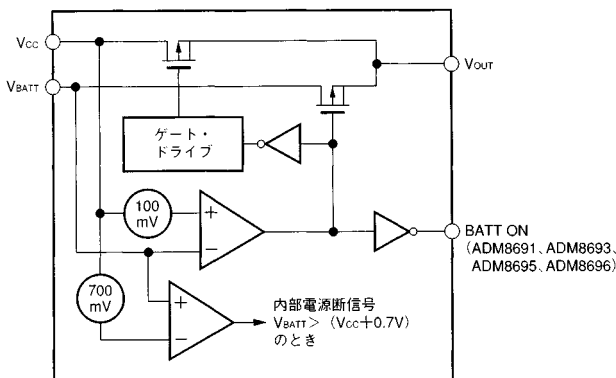 VCC
VBATT
VOUT
ゲート・
ドライブ
100
mV
+
−
BATT ON
(ADM8691、ADM8693、
ADM8695、ADM8696)
700
mV
+
−
内部電源断信号
VBATT> (VCC+0.7V)
のとき